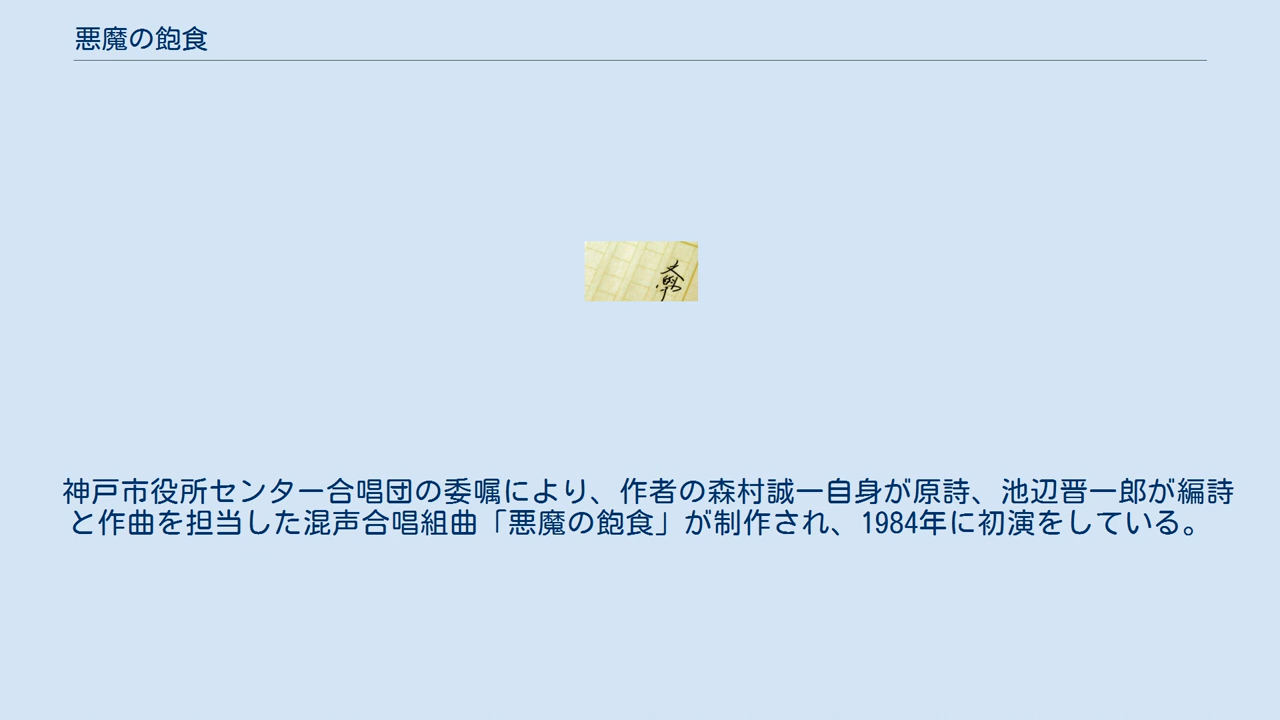 悪魔の飽食
神戸市役所センター合唱団の委嘱により、作者の森村誠一自身が原詩、池辺晋一郎が編詩
と作曲を担当した混声合唱組曲「悪魔の飽食」が制作され、1984年に初演をしている。